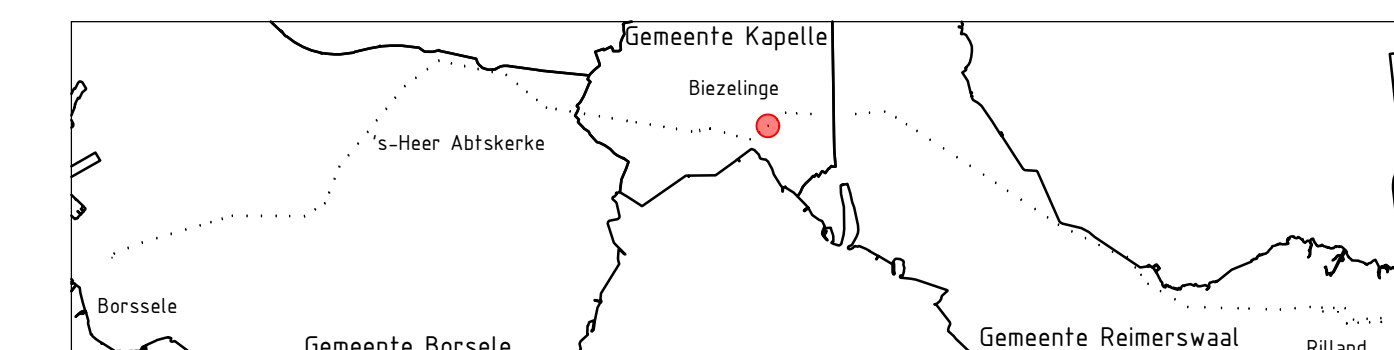 Gemeente Kapelle
Biezelinge
's-Heer Abtskerke
Borssele
Gemeente Borsele
Gemeente Reimerswaal
Rilland